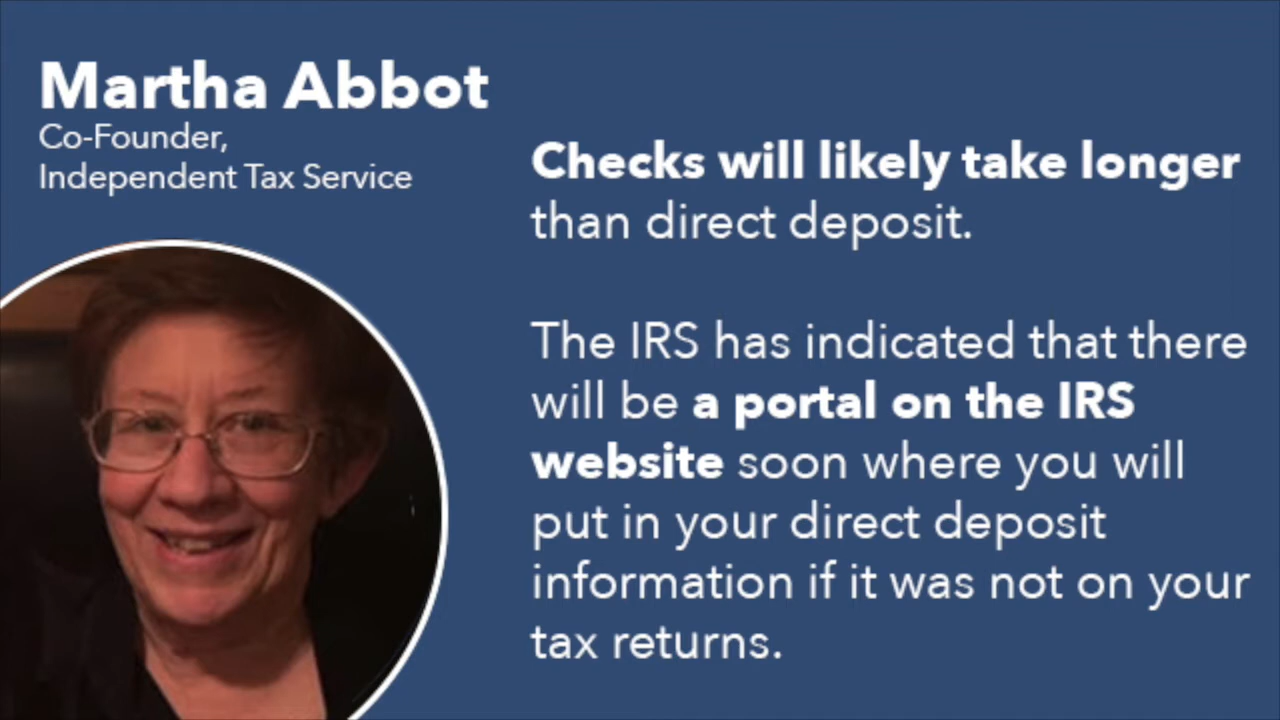 Martha Abbot
Co-Founder,
Independent Tax Service
Checks will likely take longer
than direct deposit.
The IRS has indicated that there
will be a portal on the IRS
website soon where you will
put in your direct deposit
information if it was not on your
tax returns.